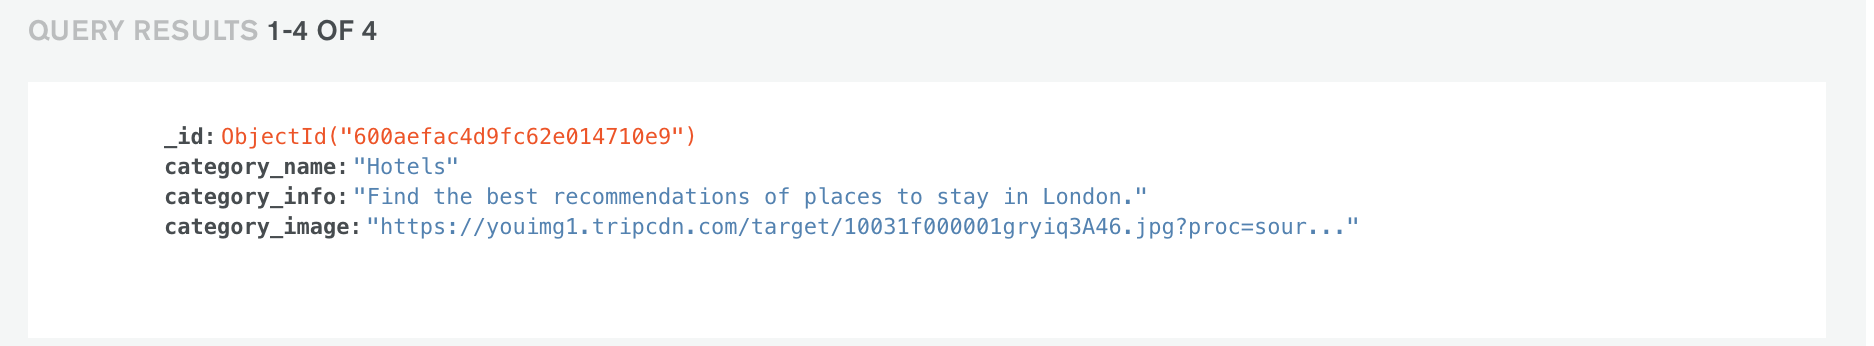 QUERY RESULTS 1-4 OF 4
_id: ObjectId("600aefac4d9fc62e014710e9")
category_name: "Hotels"
category_info: "Find the best recommendations of places to stay in London."
category_image: "https://youimg1.tripcdn.com/target/10031f000001gryiq3A46.jpg?proc=sour..."